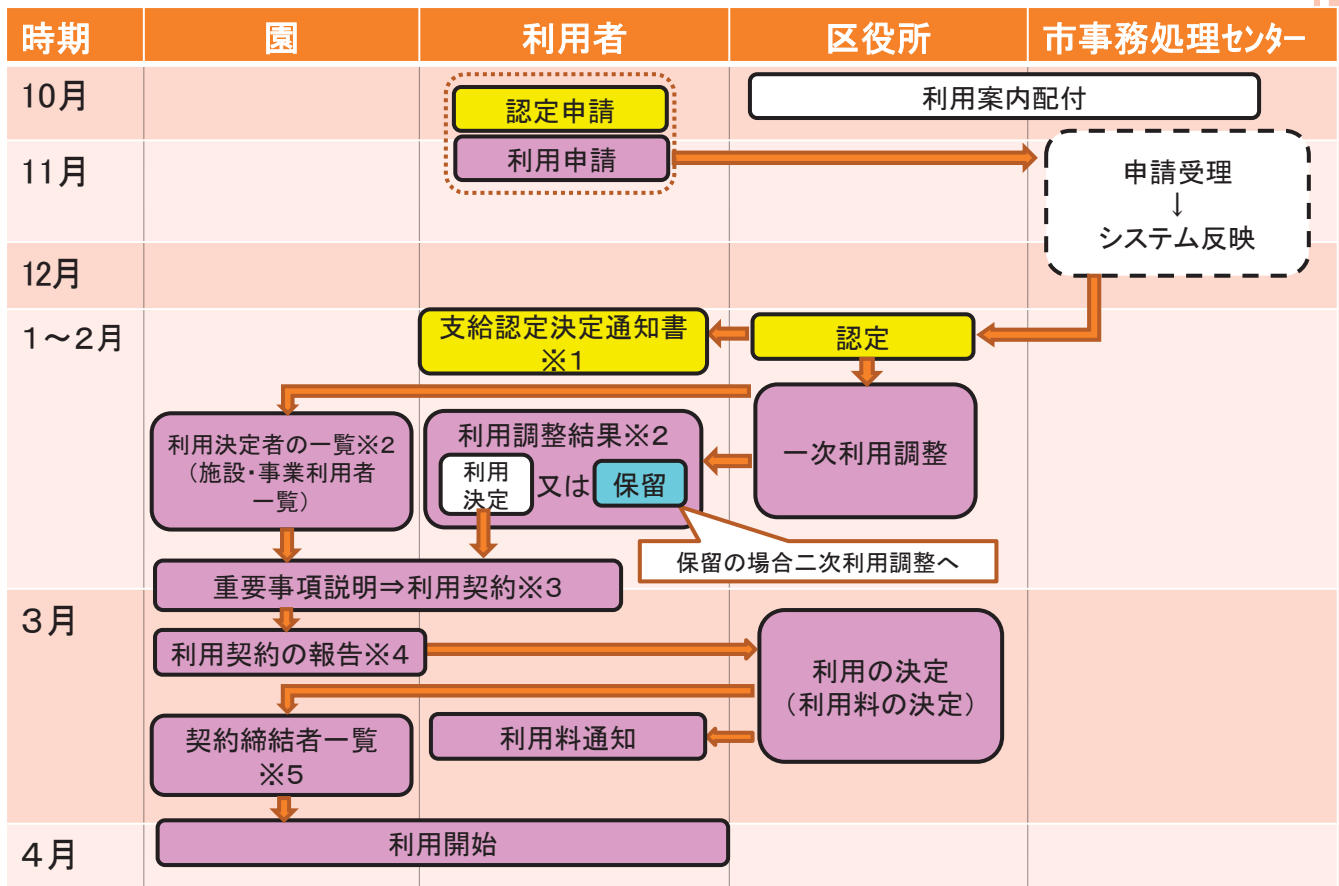 時期
園
利用者
区役所
市事務処理センター
10月
認定申請
利用案内配付
11月
利用申請
申請受理
↓
システム反映
12月
1～2月
支給認定決定通知書
※1
認定
利用決定者の一覧※2
（施設・事業利用者
一覧）
利用調整結果※2
利用
決定
又は
保留
一次利用調整
保留の場合二次利用調整へ
重要事項説明⇒利用契約※3
3月
利用契約の報告※4
利用の決定
（利用料の決定）
契約締結者一覧
※5
利用料通知
4月
利用開始